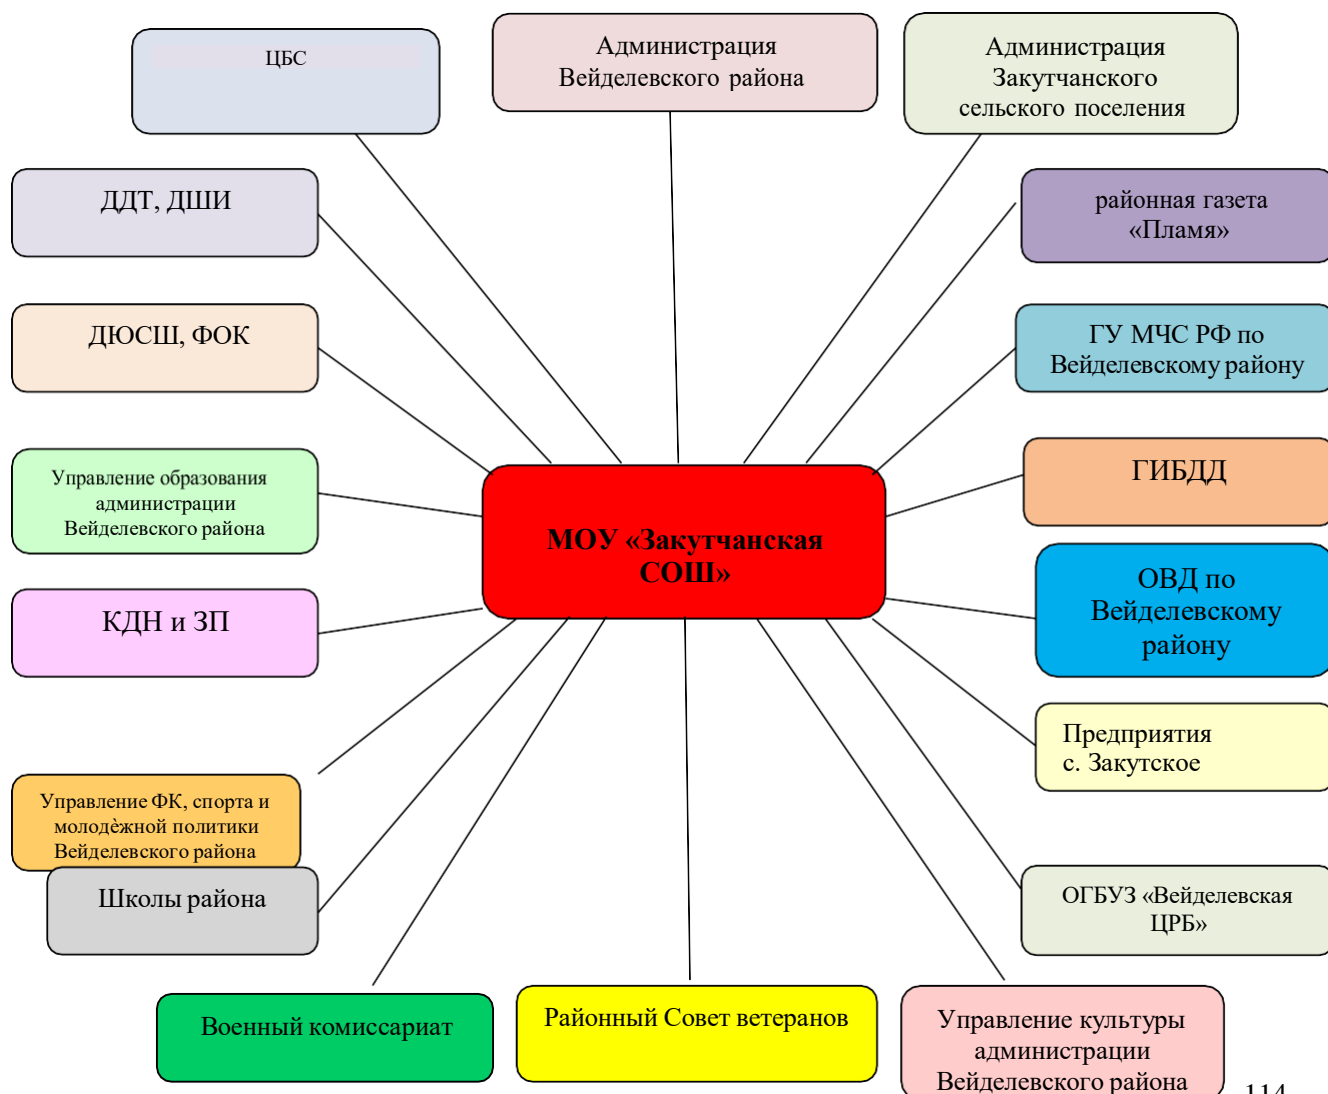 ЦБС
Администрация
Вейделевского района
Администрация
Закутчанского
сельского поселения
ДДТ, ДШИ
районная газета
«Пламя»
ДЮСШ, ФОК
ГУ МЧС РФ по
Вейделевскому району
Управление образования
администрации
Вейделевского района
ГИБДД
МОУ «Закутчанская
СОШ»
КДН и ЗП
ОВД по
Вейделевскому
району
Предприятия
с. Закутское
Управление ФК, спорта и
молодѐжной политики
Вейделевского района
Школы района
ОГБУЗ «Вейделевская
ЦРБ»
Военный комиссариат
Районный Совет ветеранов
Управление культуры
администрации
Вейделевского района
114